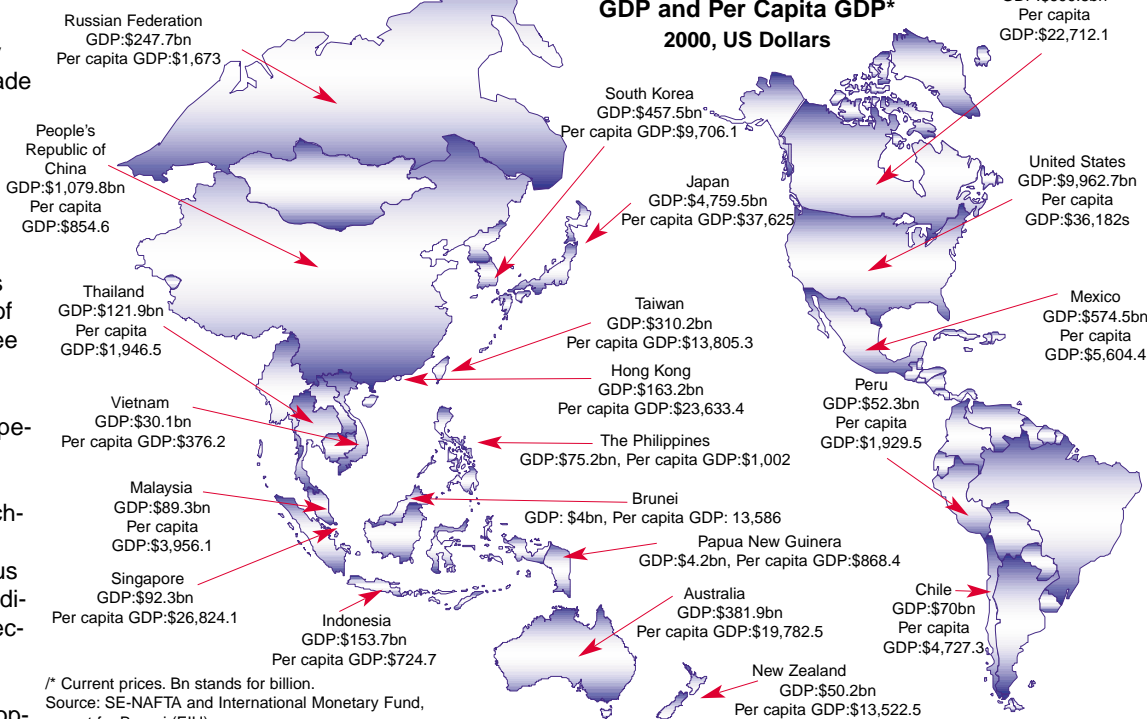 GDP and Per Capita GDP*
2000, US Dollars
Russian Federation
GDP:$247.7bn
Per capita GDP:$1,673
People's
Republic of
China
GDP:$1,079.8bn
Per capita
GDP:$854.6
Thailand
GDP:$121.9bn
Per capita
GDP:$1,946.5
Vietnam
GDP:$30.1bn
Per capita GDP:$376.2
Malaysia
GDP:$89.3bn
Per capita
GDP:$3,956.1
Singapore
GDP:$92.3bn
Per capita GDP:$26,824.1
Indonesia
GDP:$153.7bn
Per capita GDP:$724.7
South Korea
GDP:$457.5bn
Per capita GDP:$9,706.1
Japan
GDP:$4,759.5bn
Per capita GDP:$37,625
Taiwan
GDP:$310.2bn
Per capita GDP:$13,805.3
Hong Kong
GDP:$163.2bn
Per capita GDP:$23,633.4
The Philippines
GDP:$75.2bn, Per capita GDP:$1,002
Brunei
GDP: $4bn, Per capita GDP: 13,586
Papua New Guinera
GDP:$4.2bn, Per capita GDP:$868.4
Australia
GDP:$381.9bn
Per capita GDP:$19,782.5
New Zealand
GDP:$50.2bn
Per capita GDP:$13,522.5
Per capita
GDP:$22,712.1
United States
GDP:$9,962.7bn
Per capita
GDP:$36,182s
Mexico
GDP:$574.5bn
Per capita
GDP:$5,604.4
Peru
GDP:$52.3bn
Per capita
GDP:$1,929.5
Chile
GDP:$70bn
Per capita
GDP:$4,727.3
/* Current prices. Bn stands for billion.
Source: SE-NAFTA and International Monetary Fund,